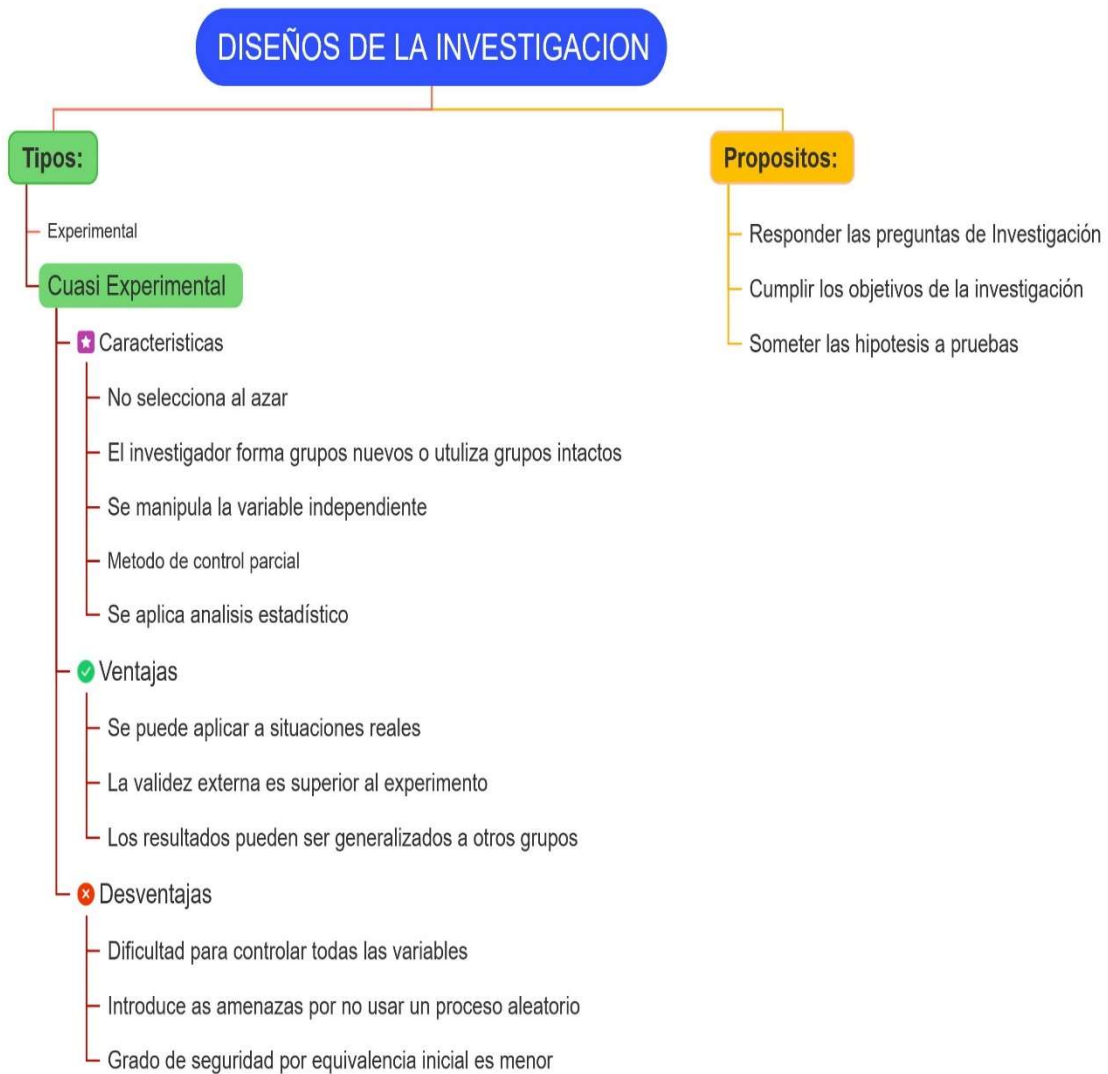 DISEÑOS DE LA INVESTIGACION
Tipos:
Experimental
Cuasi Experimental
Caracteristicas
No selecciona al azar
El investigador forma grupos nuevos o utuliza grupos intactos
Se manipula la variable independiente
Metodo de control parcial
Se aplica analisis estadístico
Ventajas
Se puede aplicar a situaciones reales
La validez externa es superior al experimento
Los resultados pueden ser generalizados a otros grupos
Desventajas
Dificultad para controlar todas las variables
Introduce as amenazas por no usar un proceso aleatorio
Grado de seguridad por equivalencia inicial es menor
Propositos:
Responder las preguntas de Investigación
Cumplir los objetivos de la investigación
Someter las hipotesis a pruebas